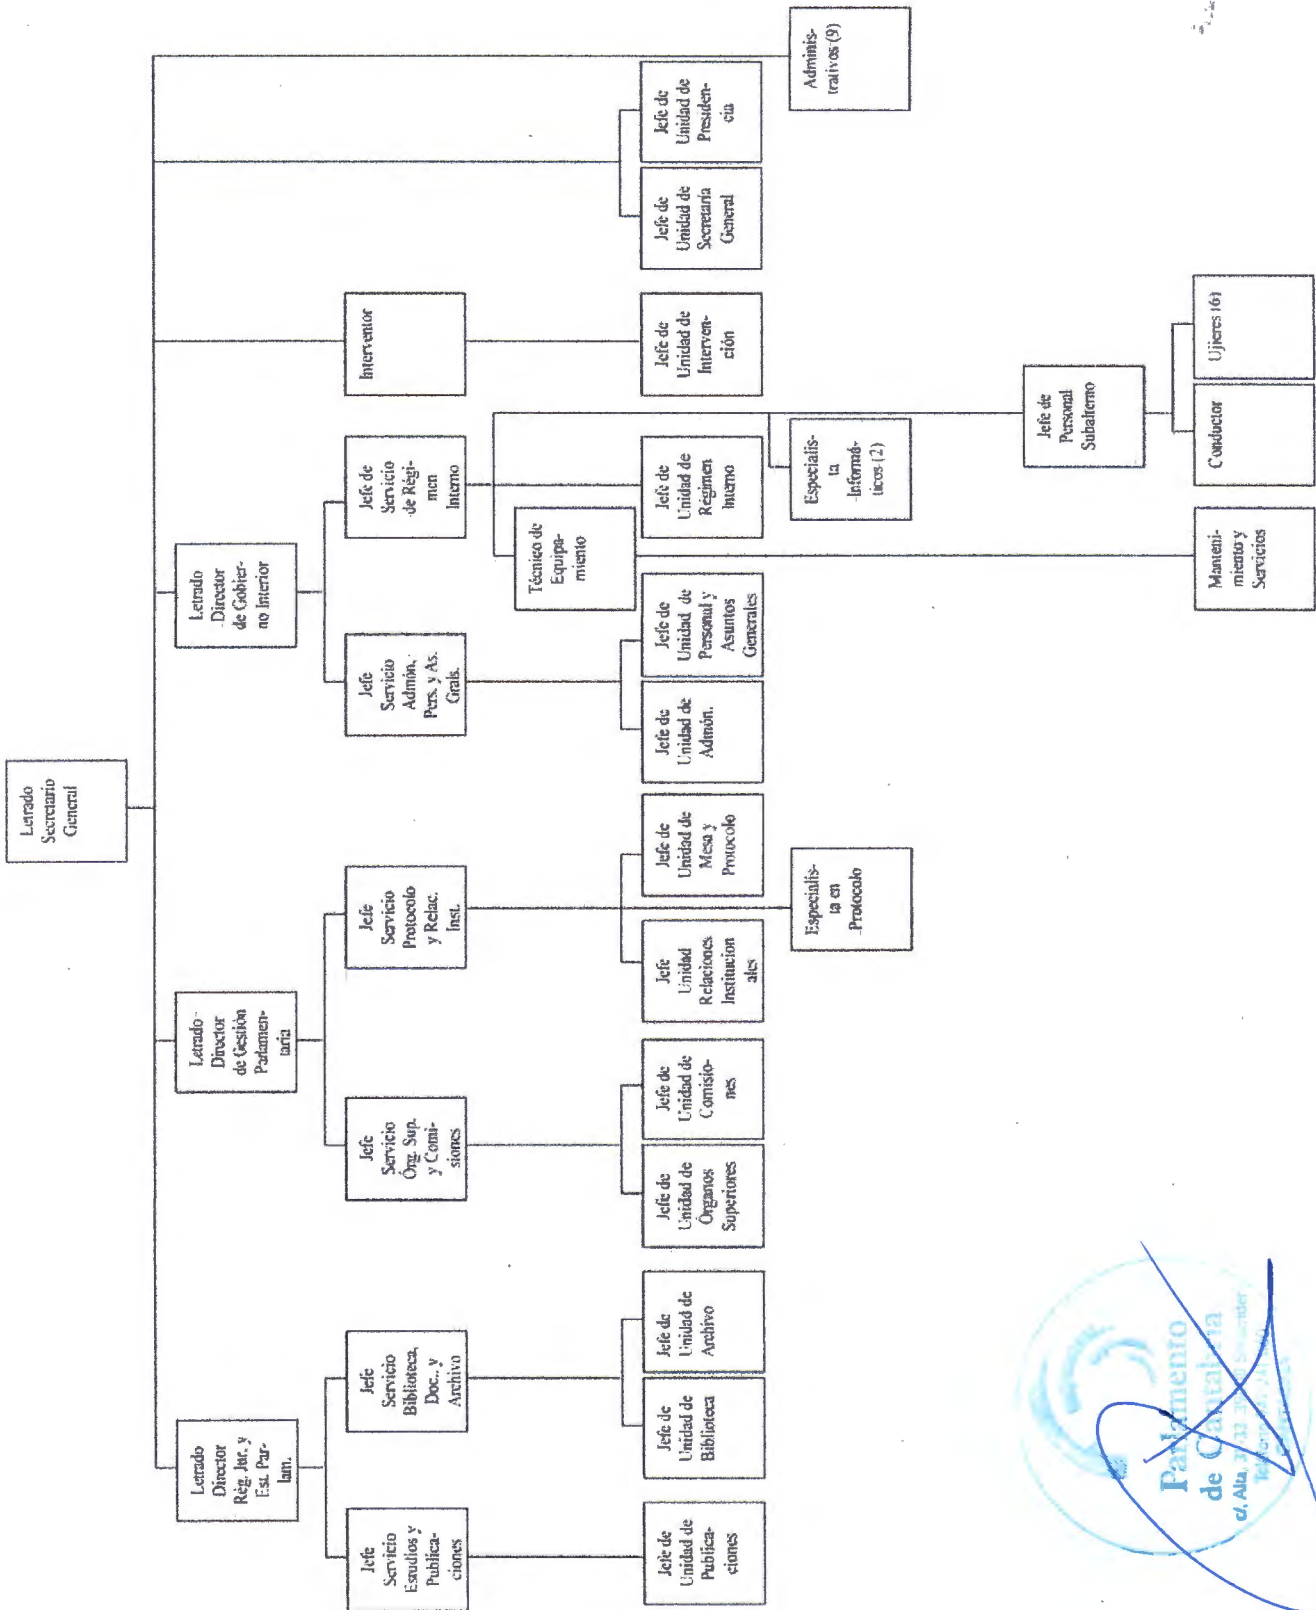 Letrado
Secretario
General
Letrado
Director
Rég. Jur. y
Est. Par-
lam.
Letrado-
Director
de Gestión
Parlamen-
taria
Letrado
-Director
de Gobier-
no Interior
Jefe
Servicio
Estudios y
Publica-
ciones
Jefe
Servicio
Biblioteca,
Doc., y
Archivo
Jefe
Servicio
Órg. Sup.
y Comi-
siones
Jefe
Servicio
Protocolo
y Relac.
Inst.
Jefe
Servicio
Admón,
Pers. y As.
Grals.
Jefe de
Servicio
de Régi-
men
Interno
Interventor
Técnico de
Equipa-
miento
Jefe de
Unidad de
Publica-
ciones
Jefe de
Unidad de
Biblioteca
Jefe de
Unidad de
Archivo
Jefe de
Unidad de
Órganos
Superiores
Jefe de
Unidad de
Comisio-
nes
Jefe
Unidad
Relaciones
Institucion
ales
Jefe de
Unidad de
Mesa y
Protocolo
Jefe de
Unidad de
Admón.
Jefe de
Unidad de
Personal y
Asuntos
Generales
Jefe de
Unidad de
Régimen
Interno
Jefe de
Unidad de
Interven-
ción
Jefe de
Unidad de
Secretaría
General
Jefe de
Unidad de
Presiden-
cia
Especialis-
ta en
Protocolo
Especialis-
ta
-Informá-
ticos (2)
Adminis-
trativos (9)
Jefe de
Personal
Subalterno
Manteni-
miento y
Servicios
Conductor
Ujieres (6)
Parlamento
de Cantabria
c/. Alta, 31-33